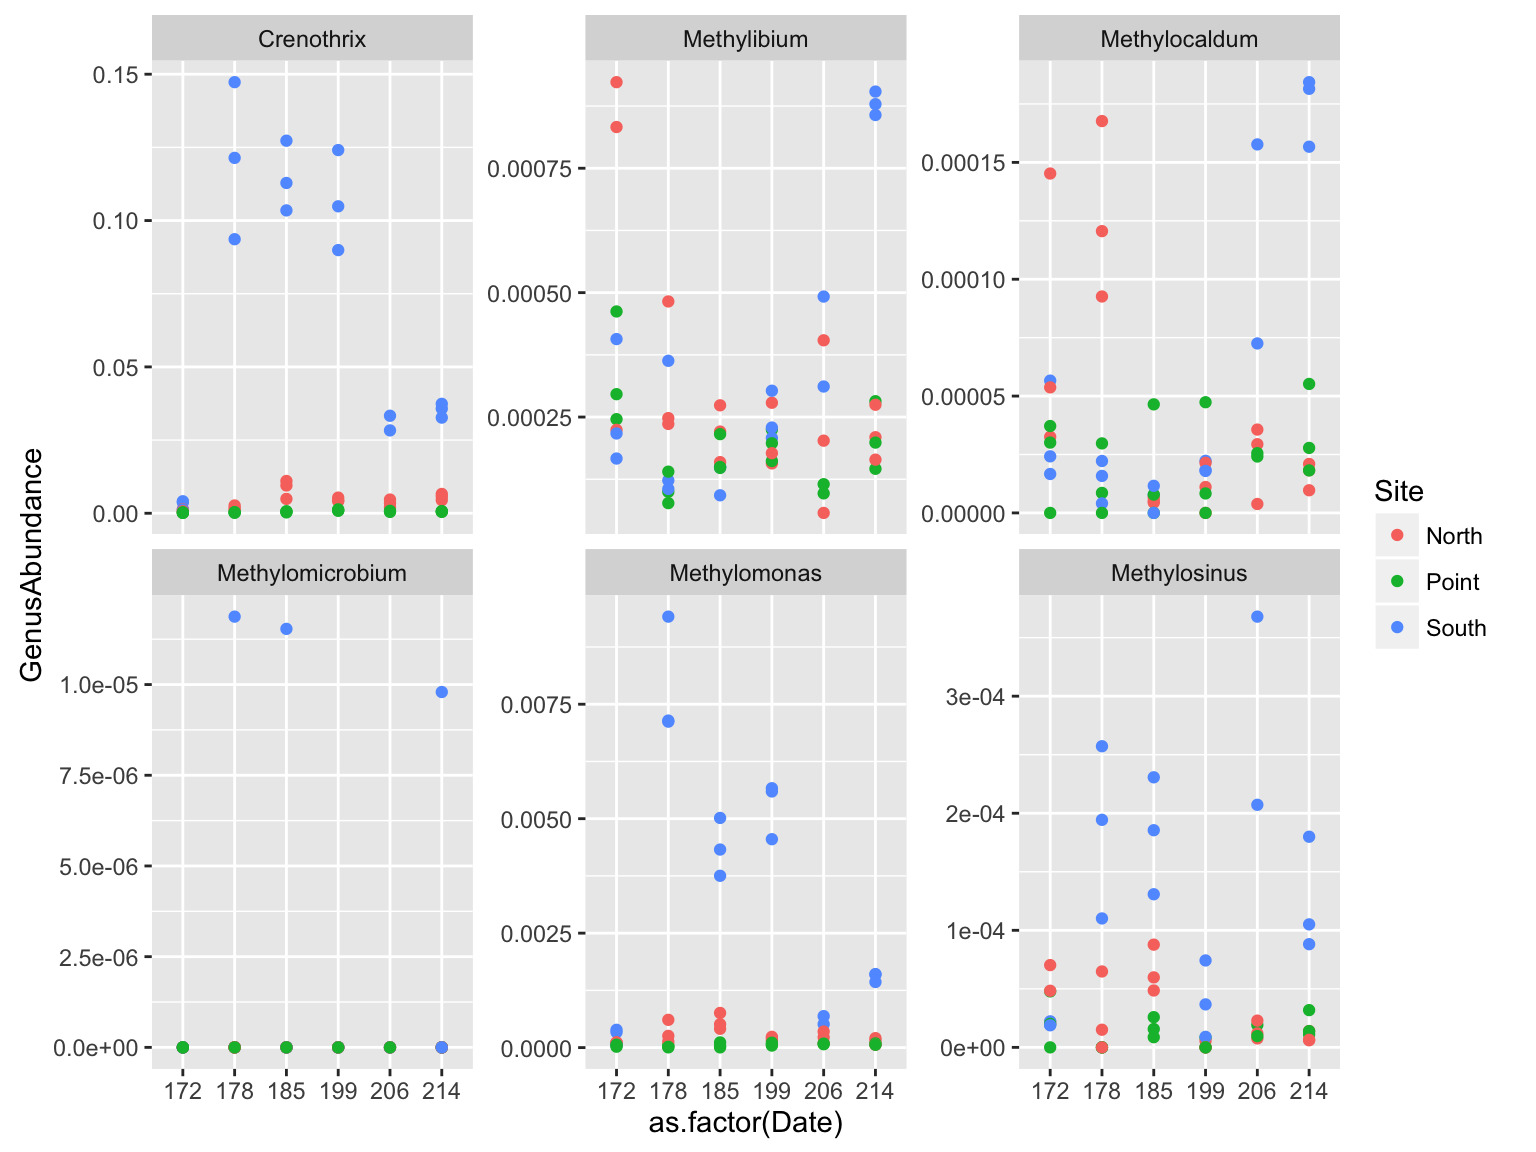 Crenothrix Methylibium Methylocaldum
0.15
0.10
0.05
0.00
0.00075
0.00050
0.00025
0.00015
0.00010
0.00005
0.00000
GenusAbundance
Methylomicrobium Methylomonas Methylosinus
1.0e-05
7.5e-06
5.0e-06
2.5e-06
0.0e+00
0.0075
0.0050
0.0025
0.0000
3e-04
2e-04
1e-04
0e+00
172 178 185 199 206 214 172 178 185 199 206 214 172 178 185 199 206 214
as.factor(Date)
Site
North
Point
South